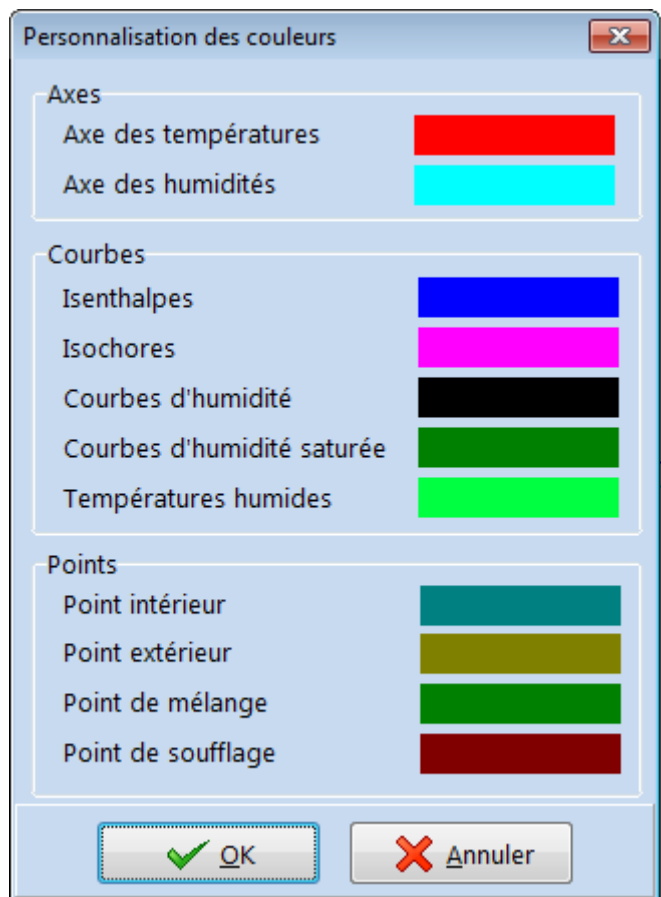 Personnalisation des couleurs
Axes
Axe des températures
Axe des humidités
Courbes
Isenthalpes
Isochores
Courbes d'humidité
Courbes d'humidité saturée
Températures humides
Points
Point intérieur
Point extérieur
Point de mélange
Point de soufflage
OK
Annuler